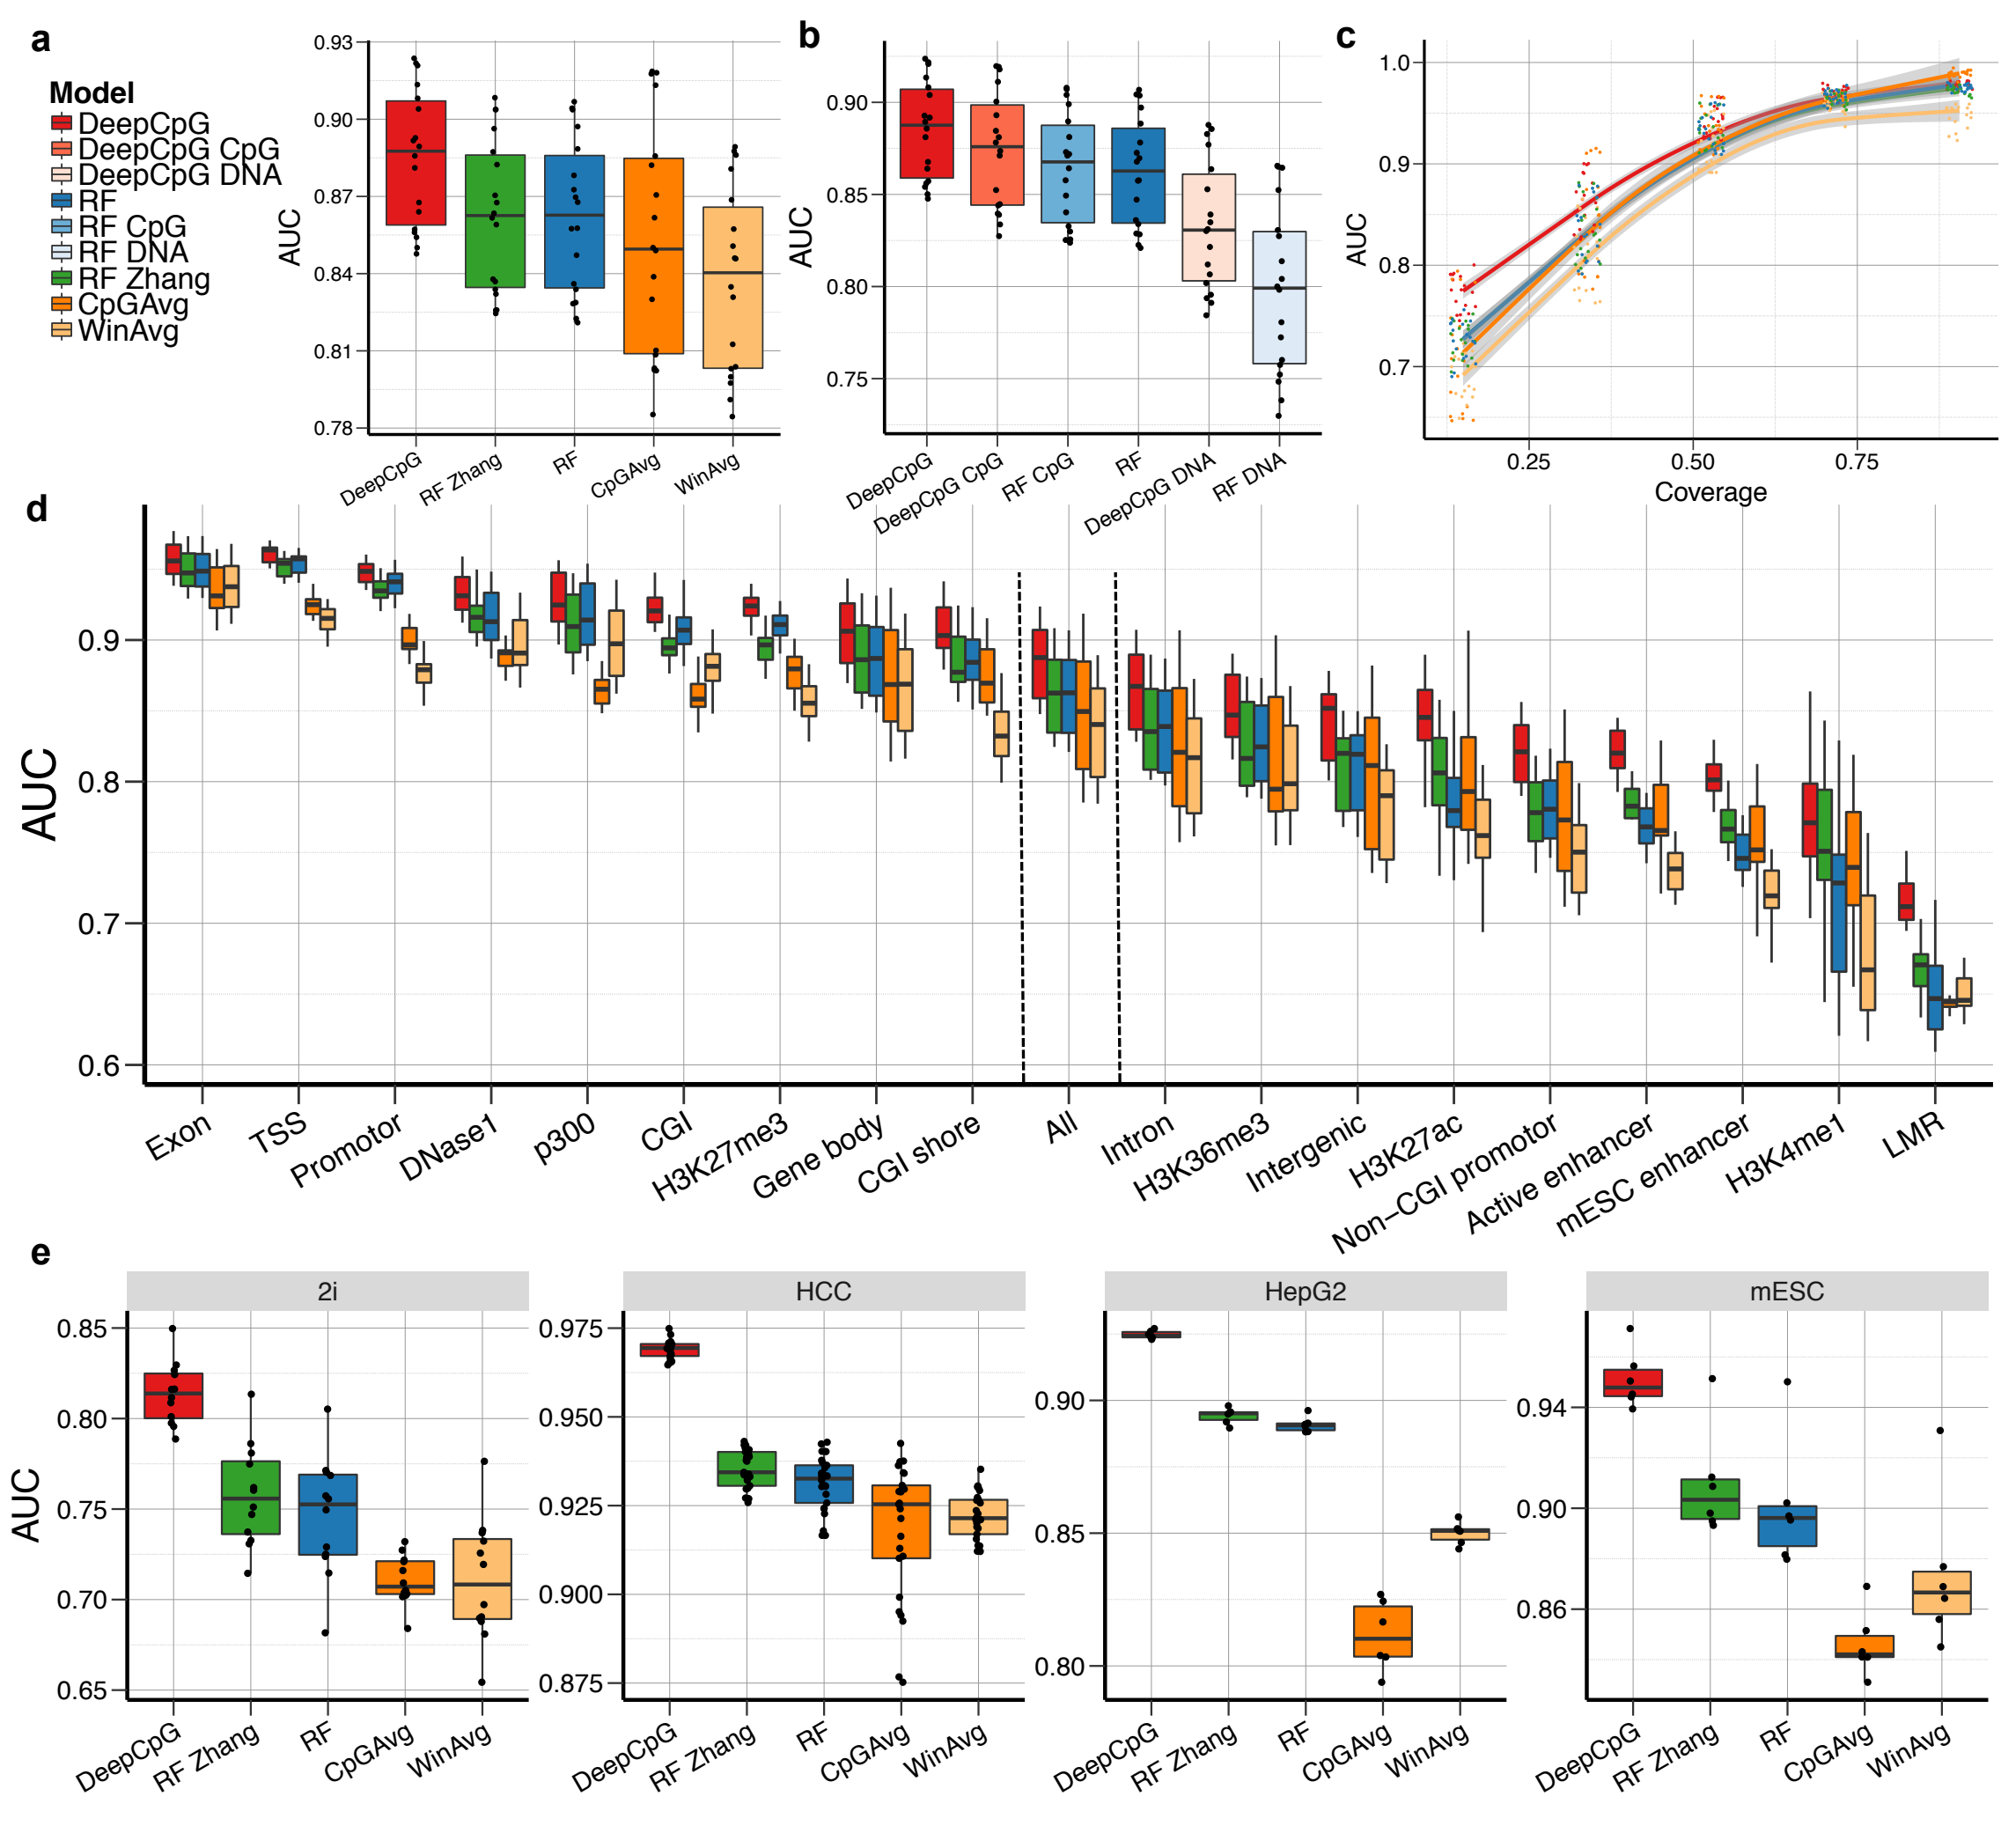 a
Model
DeepCpG
DeepCpG CpG
DeepCpG DNA
RF
RF CpG
RF DNA
RF Zhang
CpGAvg
WinAvg
AUC
0.93
0.90
0.87
0.84
0.81
0.78
DeepCpG
RF Zhang
RF
CpGAvg
WinAvg
b
AUC
0.90
0.85
0.80
0.75
DeepCpG
DeepCpG CpG
RF CpG
RF
DeepCpG DNA
RF DNA
c
AUC
1.0
0.9
0.8
0.7
0.25 0.50 0.75
Coverage
d
AUC
0.9
0.8
0.7
0.6
Exon
TSS
Promotor
DNase1
p300
CGI
H3K27me3
Gene body
CGI shore
All
Intron
H3K36me3
Intergenic
H3K27ac
Non−CGI promotor
Active enhancer
mESC enhancer
H3K4me1
LMR
e
AUC
2i
0.85
0.80
0.75
0.70
0.65
DeepCpG
RF Zhang
RF
CpGAvg
WinAvg
HCC
0.975
0.950
0.925
0.900
0.875
DeepCpG
RF Zhang
RF
CpGAvg
WinAvg
HepG2
0.90
0.85
0.80
DeepCpG
RF Zhang
RF
CpGAvg
WinAvg
mESC
0.94
0.90
0.86
DeepCpG
RF Zhang
RF
CpGAvg
WinAvg